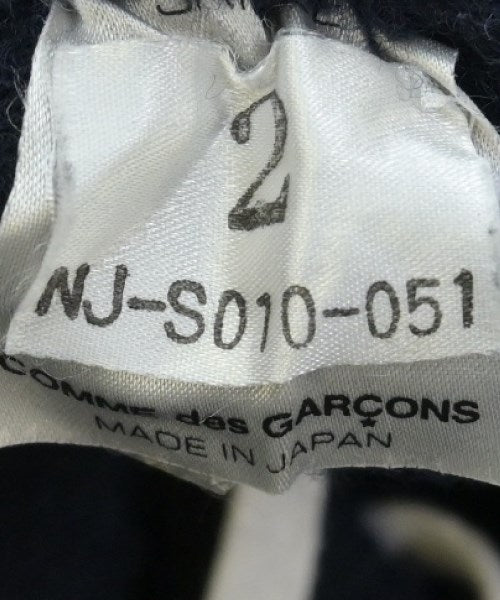 2
NJ-S010-051
COMME des GARÇONS
MADE IN JAPAN